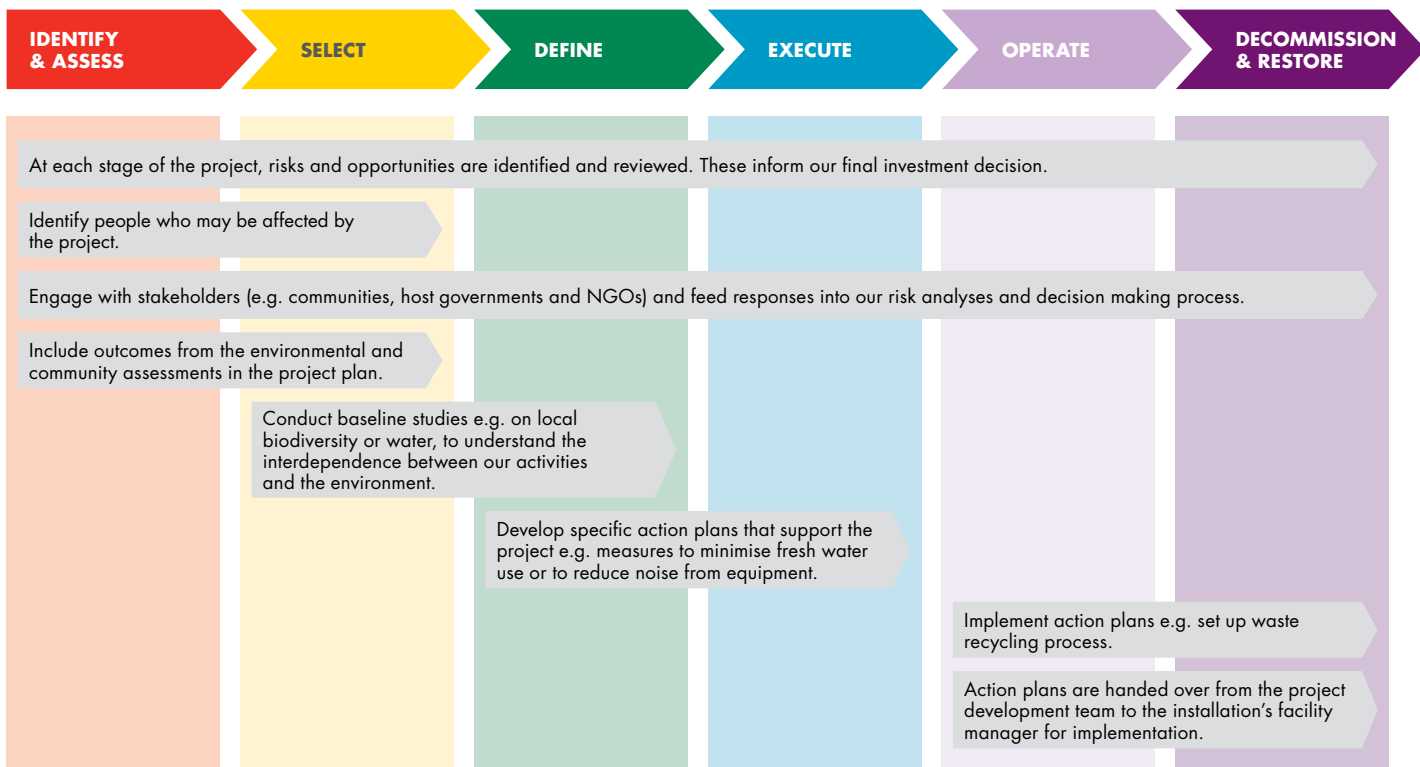 IDENTIFY
& ASSESS
SELECT
DEFINE
EXECUTE
OPERATE
DECOMMISSION
& RESTORE
At each stage of the project, risks and opportunities are identified and reviewed. These inform our final investment decision.
Identify people who may be affected by
the project.
Engage with stakeholders (e.g. communities, host governments and NGOs) and feed responses into our risk analyses and decision making process.
Include outcomes from the environmental and
community assessments in the project plan.
Conduct baseline studies e.g. on local
biodiversity or water, to understand the
interdependence between our activities
and the environment.
Develop specific action plans that support the
project e.g. measures to minimise fresh water
use or to reduce noise from equipment.
Implement action plans e.g. set up waste
recycling process.
Action plans are handed over from the project
development team to the installation’s facility
manager for implementation.